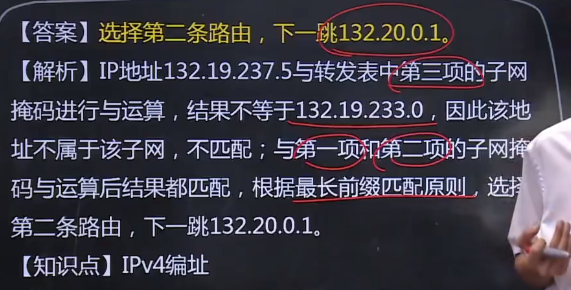 【答案】选择第二条路由，下一跳132.20.0.1。
【解析】IP地址132.19.237.5与转发表中第三项的子网
掩码进行与运算，结果不等于132.19.233.0，因此该地
址不属于该子网，不匹配；与第一项和第二项的子网掩
码与运算后结果都匹配，根据最长前缀匹配原则，选择
第二条路由，下一跳132.20.0.1。
【知识点】IPv4编址